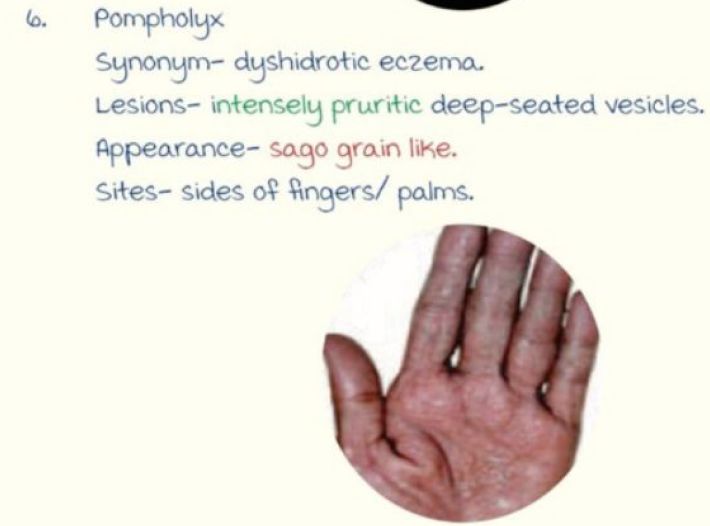 6. Pompholyx
Synonym- dyshidrotic eczema.
Lesions- intensely pruritic deep-seated vesicles.
Appearance- sago grain like.
Sites- sides of fingers/ palms.